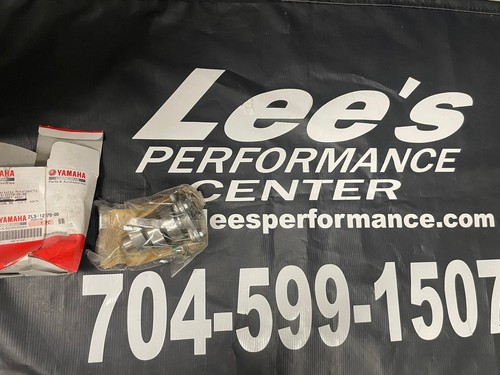 Lee's
PERFORMANCE
CENTER
leesperformance.com
704-599-1507
YAMAHA
YAMAHA
YAMAHA